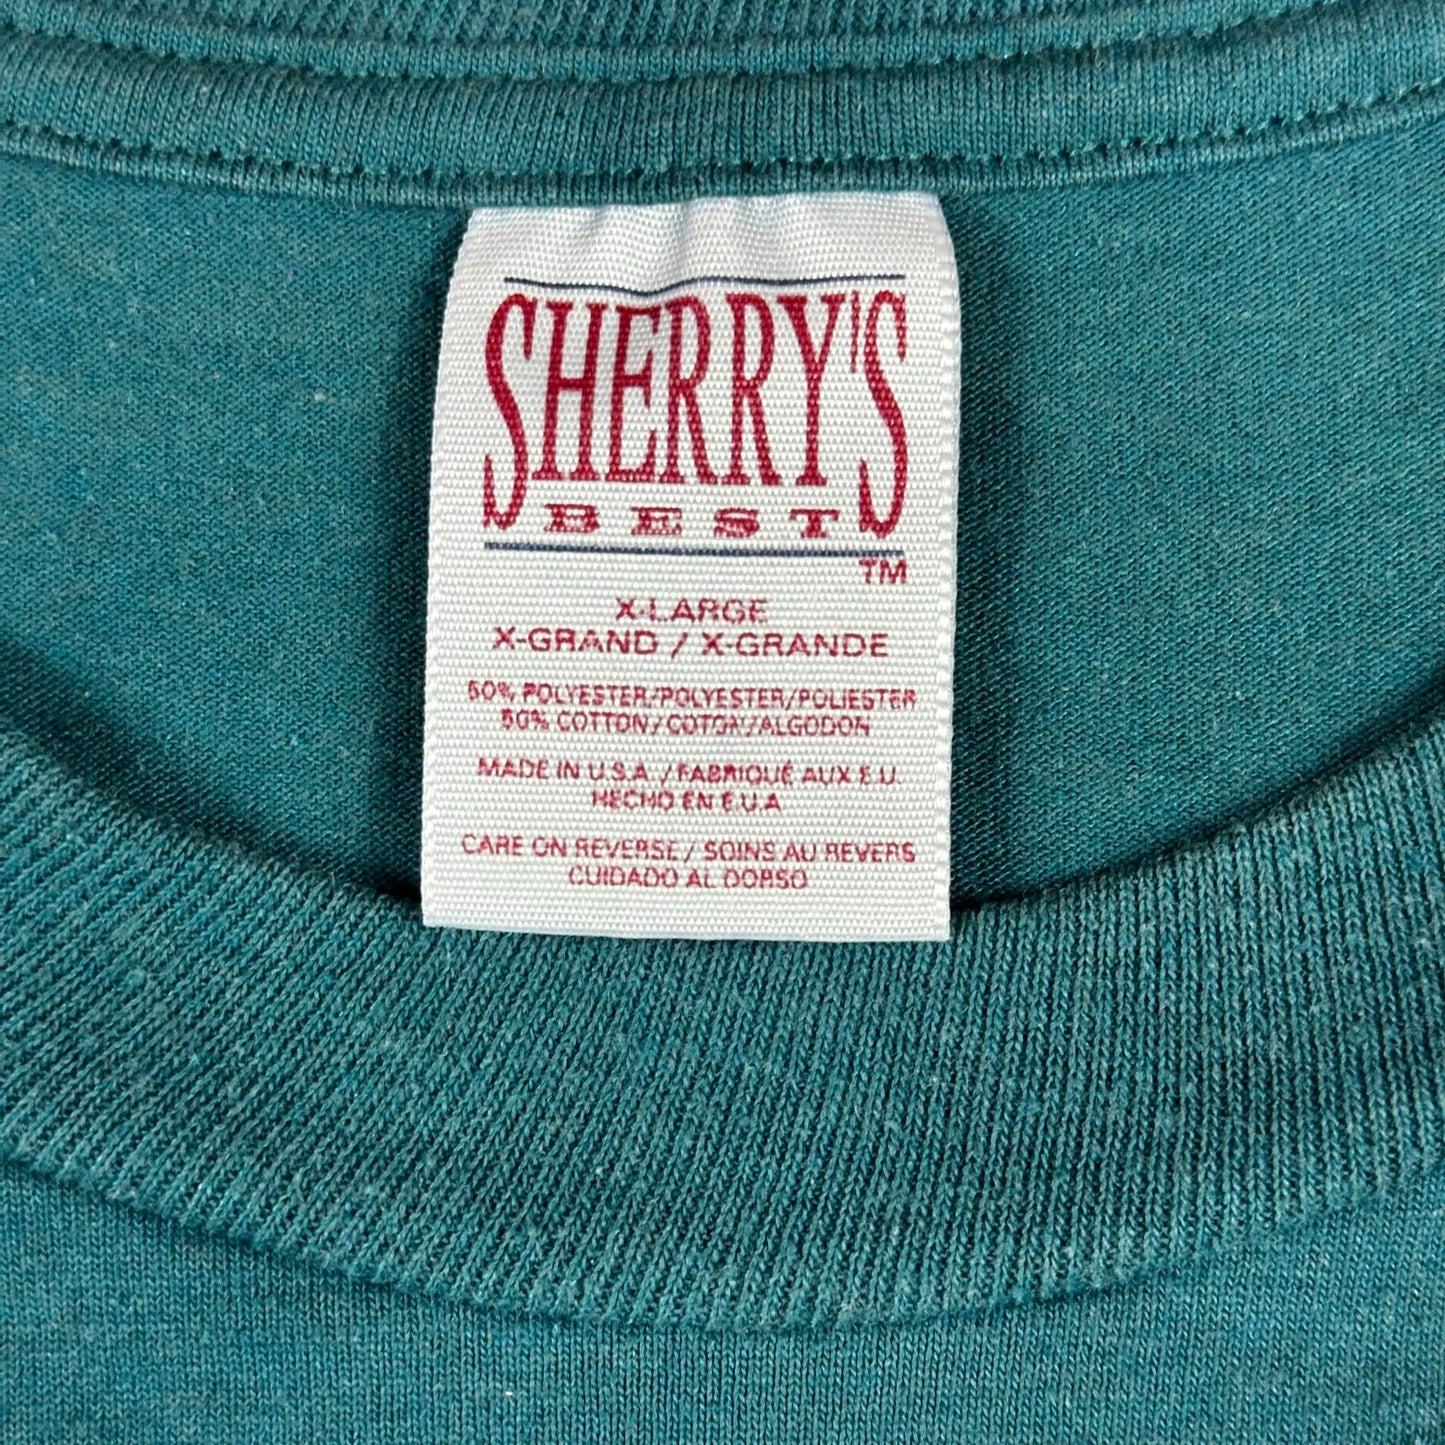 SHERRY'S
BEST
TM
X-LARGE
X-GRAND / X-GRANDE
50% POLYESTER/POLYESTER/POLIESTER
50% COTTON/COTON/ALGODON
MADE IN U.S.A / FABRIQUÉ AUX E.U.
HECHO EN E.U.A
CARE ON REVERSE / SOINS AU REVERS
CUIDADO AL DORSO